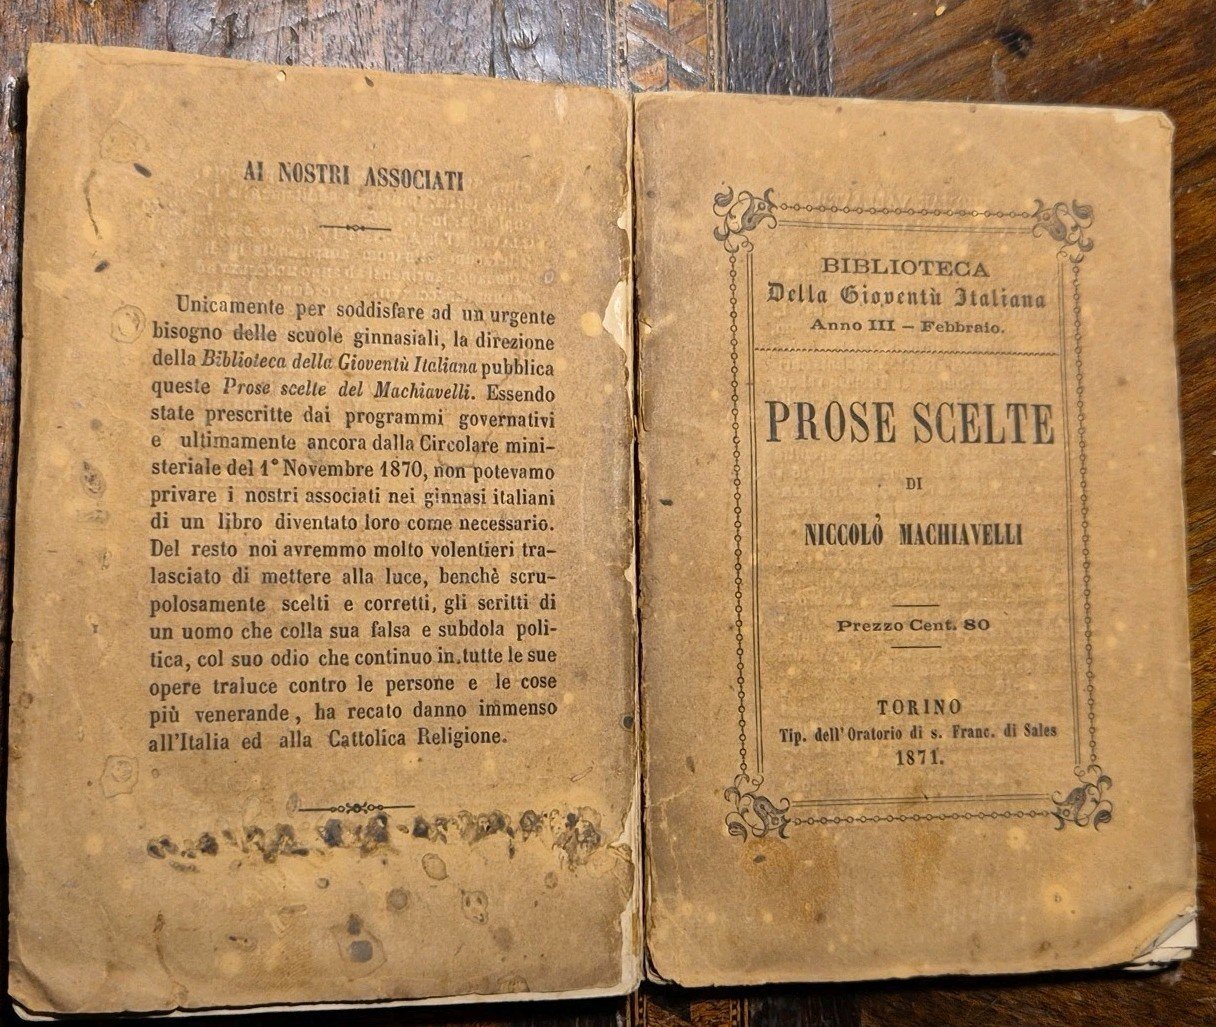 AI NOSTRI ASSOCIATI
Unicamente per soddisfare ad un urgente
bisogno delle scuole ginnasiali, la direzione
della Biblioteca della Gioventù Italiana pubblica
queste Prose scelte del Machiavelli. Essendo
state prescritte dai programmi governativi
e ultimamente ancora dalla Circolare mini-
steriale del 1° Novembre 1870, non potevamo
privare i nostri associati nei ginnasi italiani
di un libro diventato loro come necessario.
Del resto noi avremmo molto volentieri tra-
lasciato di mettere alla luce, benchè scru-
polosamente scelti e corretti, gli scritti di
un uomo che colla sua falsa e subdola poli-
tica, col suo odio che continuo in tutte le sue
opere traluce contro le persone e le cose
più venerande, ha recato danno immenso
all'Italia ed alla Cattolica Religione.
BIBLIOTECA
Della Gioventù Italiana
Anno III – Febbraio.
PROSE SCELTE
DI
NICCOLÒ MACHIAVELLI
Prezzo Cent. 80
TORINO
Tip. dell'Oratorio di s. Franc. di Sales
1871.